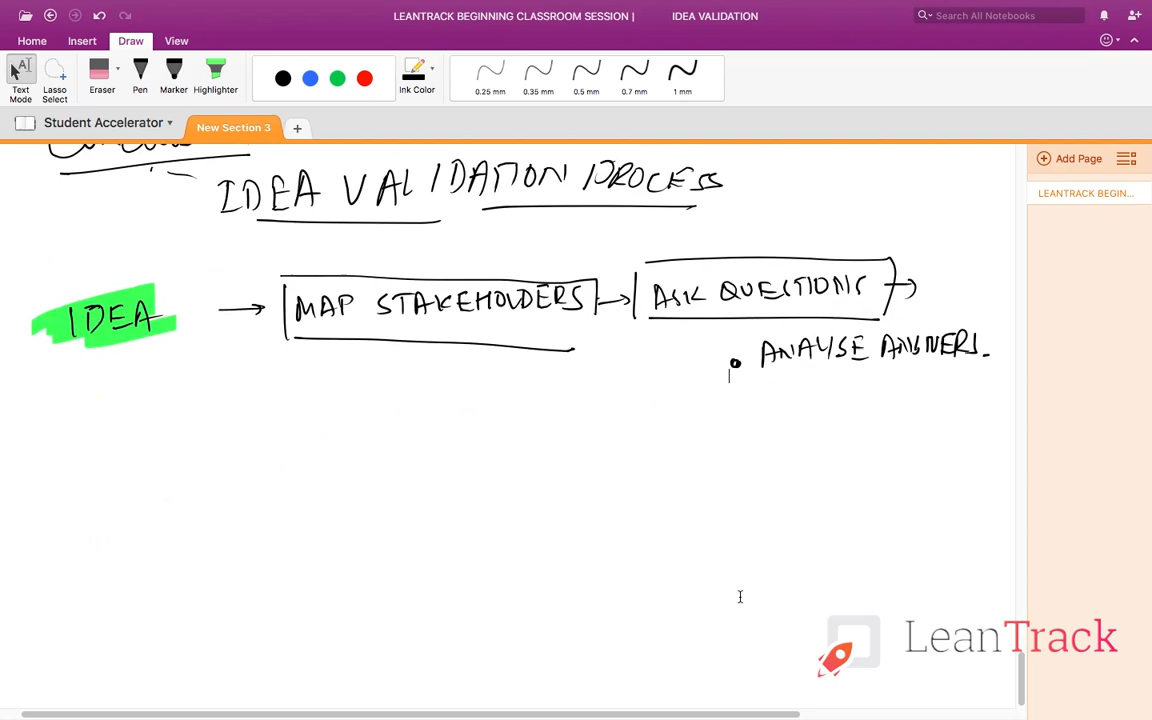 LEANTRACK BEGINNING CLASSROOM SESSION | IDEA VALIDATION
Search All Notebooks
Home Insert Draw View
Text Mode
Lasso Select
Eraser
Pen
Marker
Highlighter
Ink Color
0.25 mm 0.35 mm 0.5 mm 0.7 mm 1 mm
Student Accelerator
New Section 3
Add Page
LEANTRACK BEGIN...
IDEA VALIDATION PROCESS
IDEA → MAP STAKEHOLDERS → ASK QUESTIONS →
• ANALYSE ANSWERS.
LeanTrack